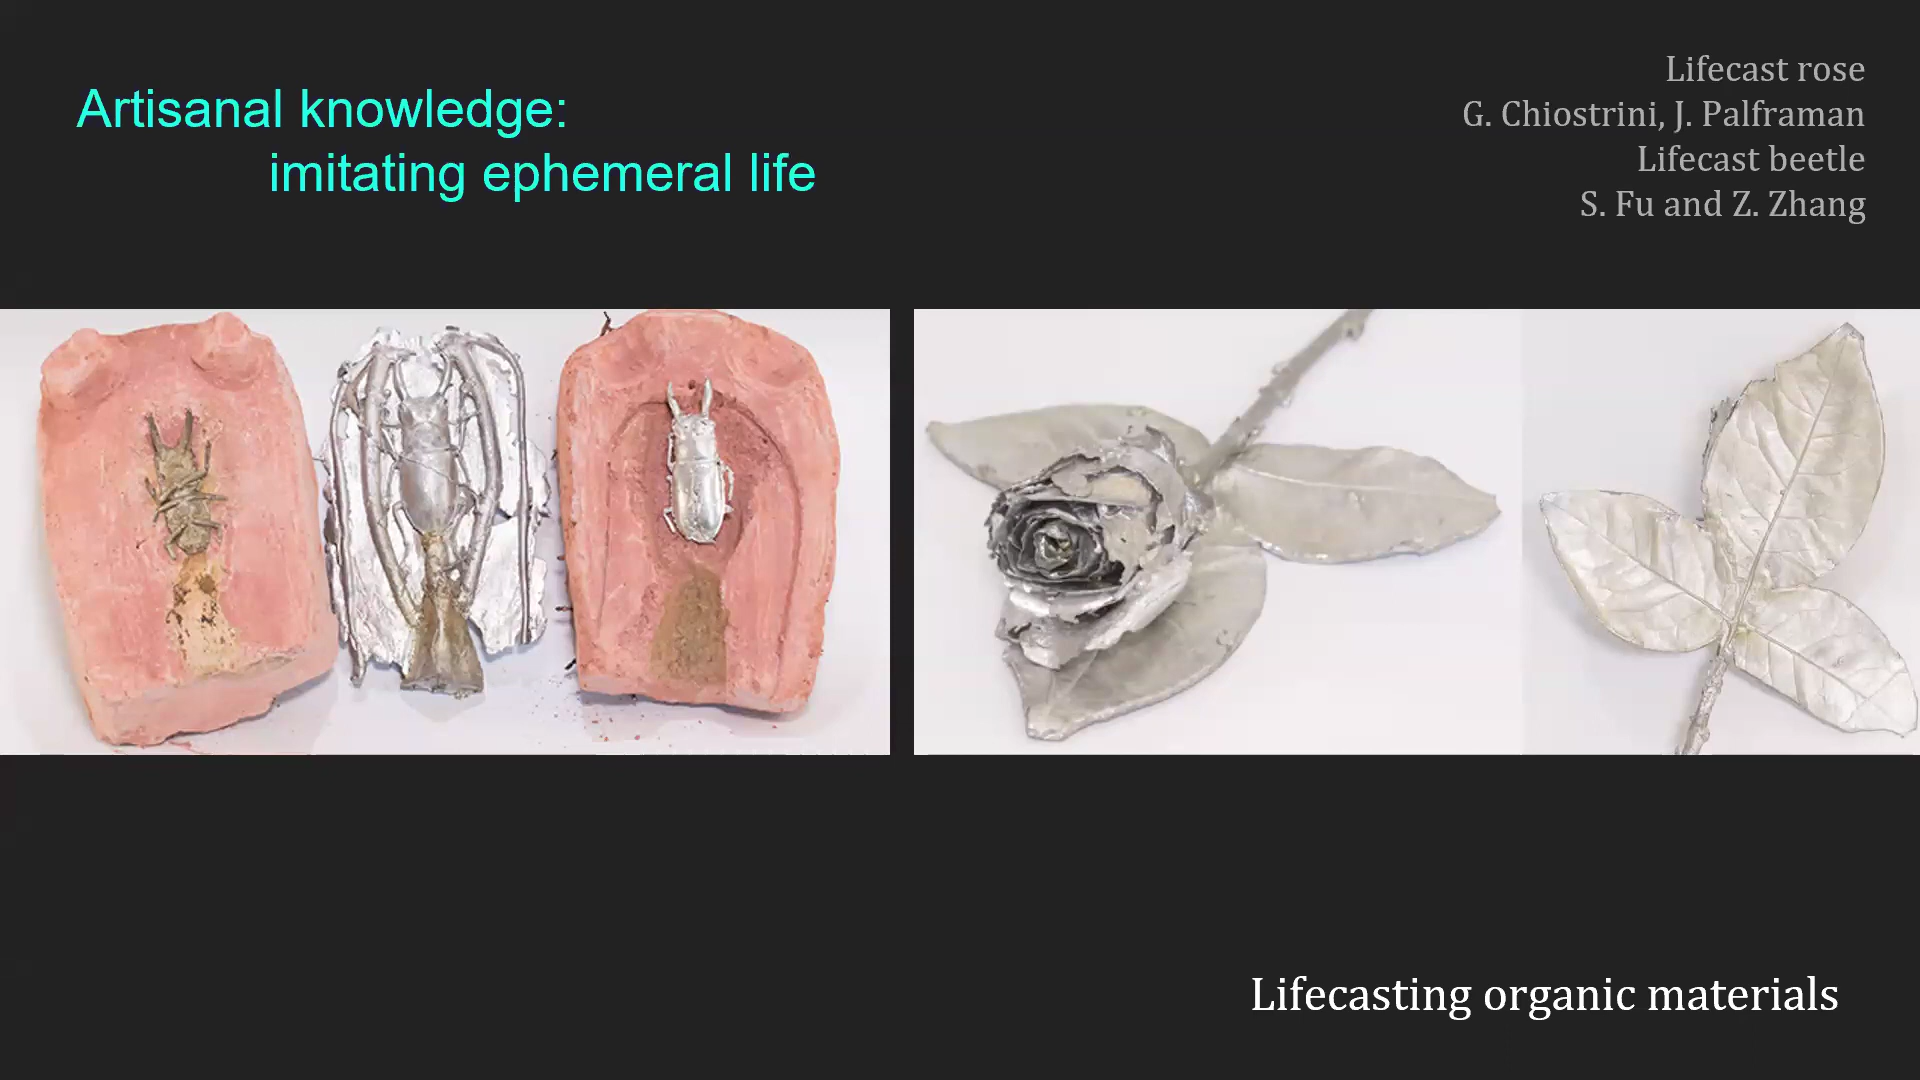 Artisanal knowledge:
imitating ephemeral life
Lifecast rose
G. Chiostrini, J. Palframan
Lifecast beetle
S. Fu and Z. Zhang
Lifecasting organic materials